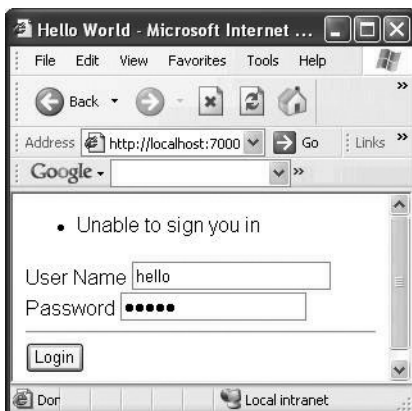 Hello World - Microsoft Internet ...
File Edit View Favorites Tools Help
Back
»
Address http://localhost:7000 Go Links »
Google »
• Unable to sign you in
User Name hello
Password •••••
Login
Dor Local intranet